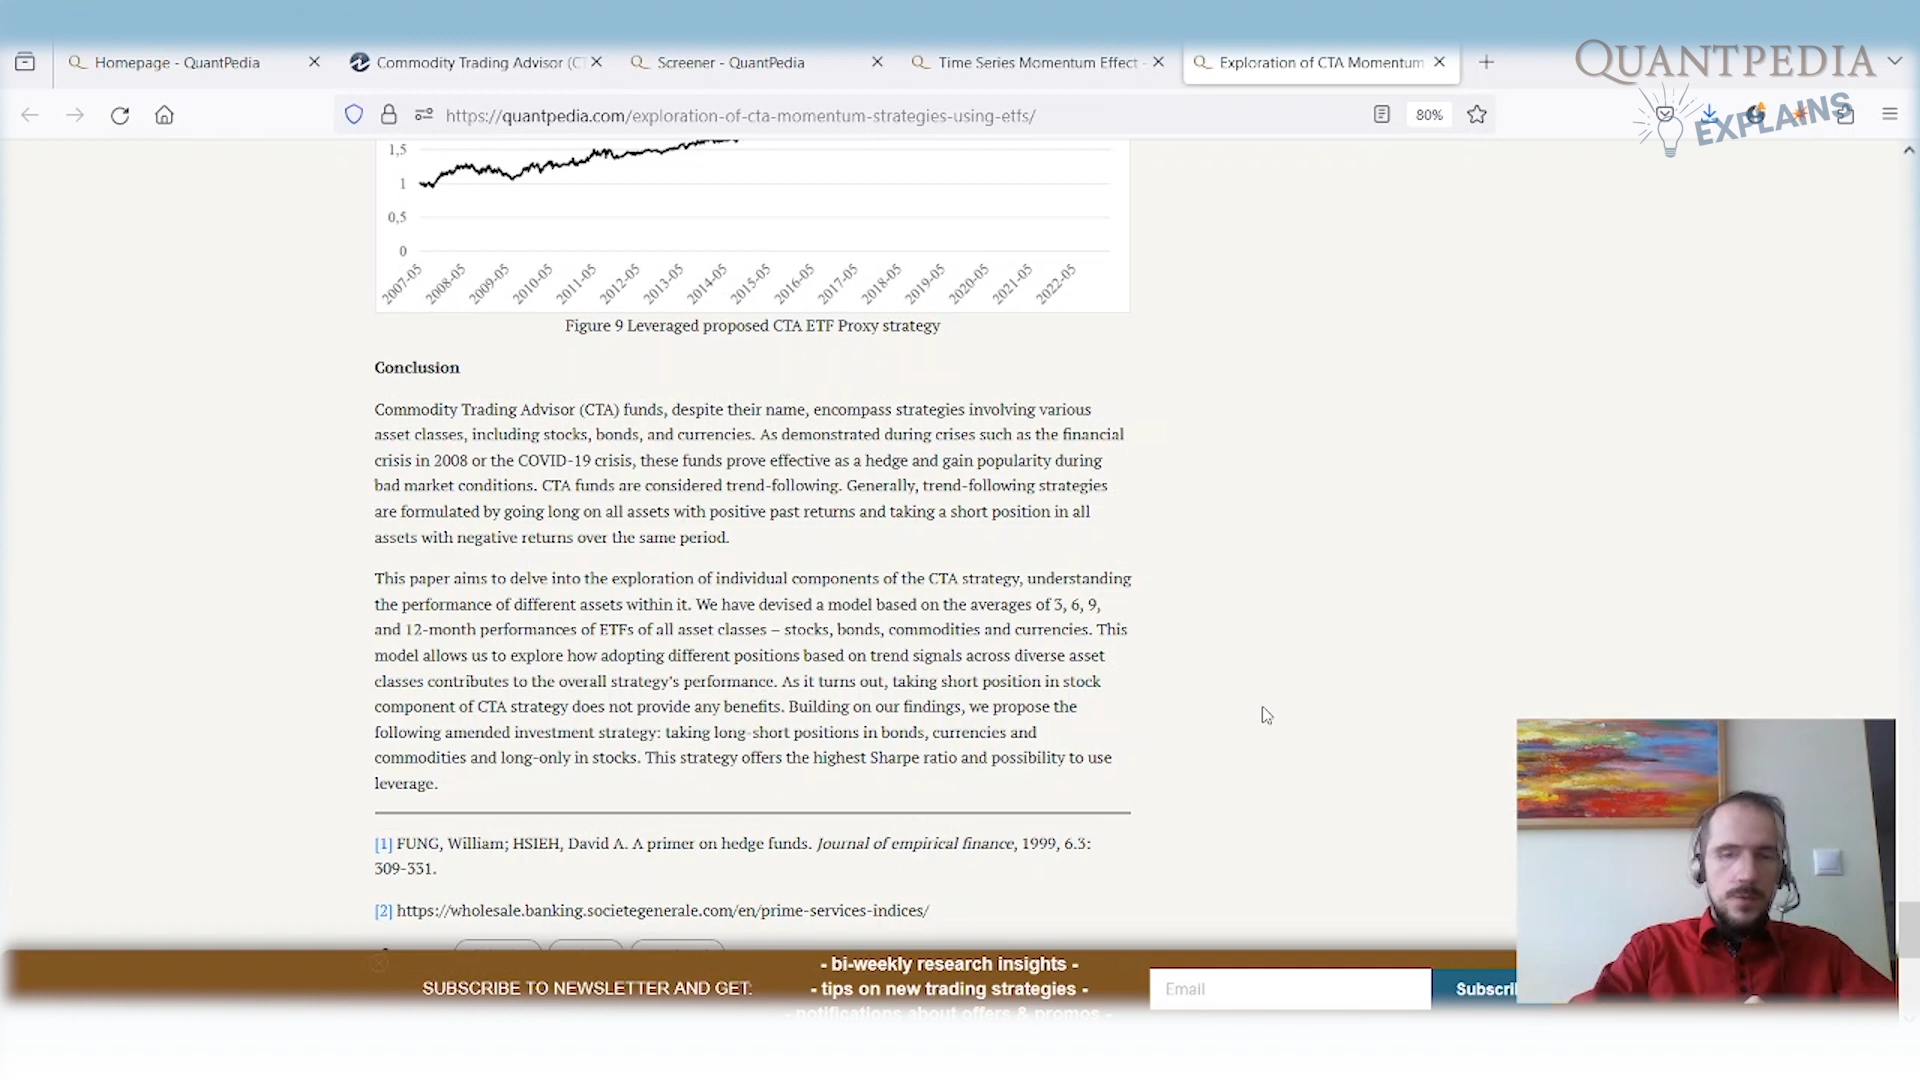 Homepage - QuantPedia
Commodity Trading Advisor (C
Screener - QuantPedia
Time Series Momentum Effect -
Exploration of CTA Momentum
QUANTPEDIA
EXPLAINS
https://quantpedia.com/exploration-of-cta-momentum-strategies-using-etfs/
80%
1,5
1
0,5
0
2007-05
2008-05
2009-05
2010-05
2011-05
2012-05
2013-05
2014-05
2015-05
2016-05
2017-05
2018-05
2019-05
2020-05
2021-05
2022-05
Figure 9 Leveraged proposed CTA ETF Proxy strategy
Conclusion
Commodity Trading Advisor (CTA) funds, despite their name, encompass strategies involving various
asset classes, including stocks, bonds, and currencies. As demonstrated during crises such as the financial
crisis in 2008 or the COVID-19 crisis, these funds prove effective as a hedge and gain popularity during
bad market conditions. CTA funds are considered trend-following. Generally, trend-following strategies
are formulated by going long on all assets with positive past returns and taking a short position in all
assets with negative returns over the same period.
This paper aims to delve into the exploration of individual components of the CTA strategy, understanding
the performance of different assets within it. We have devised a model based on the averages of 3, 6, 9,
and 12-month performances of ETFs of all asset classes – stocks, bonds, commodities and currencies. This
model allows us to explore how adopting different positions based on trend signals across diverse asset
classes contributes to the overall strategy's performance. As it turns out, taking short position in stock
component of CTA strategy does not provide any benefits. Building on our findings, we propose the
following amended investment strategy: taking long-short positions in bonds, currencies and
commodities and long-only in stocks. This strategy offers the highest Sharpe ratio and possibility to use
leverage.
[1] FUNG, William; HSIEH, David A. A primer on hedge funds. Journal of empirical finance, 1999, 6.3:
309-331.
[2] https://wholesale.banking.societegenerale.com/en/prime-services-indices/
SUBSCRIBE TO NEWSLETTER AND GET:
- bi-weekly research insights -
- tips on new trading strategies -
- notifications about offers & promos -
Email
Subscri